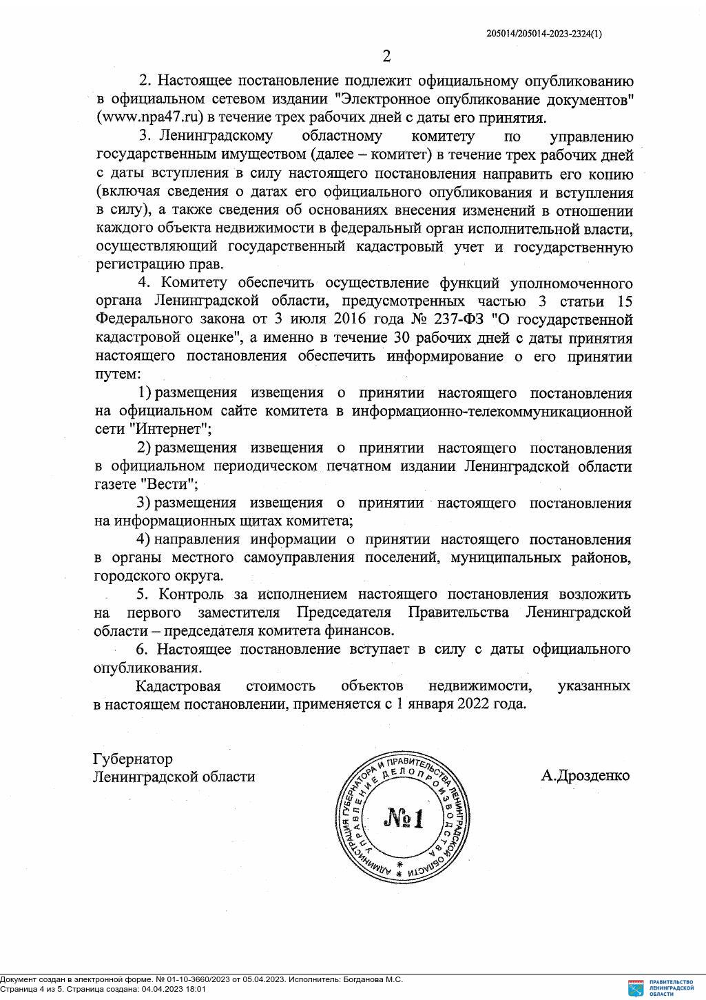 205014/205014-2023-2324(1)
2
2. Настоящее постановление подлежит официальному опубликованию
в официальном сетевом издании "Электронное опубликование документов"
(www.npa47.ru) в течение трех рабочих дней с даты его принятия.
3. Ленинградскому областному комитету по управлению
государственным имуществом (далее – комитет) в течение трех рабочих дней
с даты вступления в силу настоящего постановления направить его копию
(включая сведения о датах его официального опубликования и вступления
в силу), а также сведения об основаниях внесения изменений в отношении
каждого объекта недвижимости в федеральный орган исполнительной власти,
осуществляющий государственный кадастровый учет и государственную
регистрацию прав.
4. Комитету обеспечить осуществление функций уполномоченного
органа Ленинградской области, предусмотренных частью 3 статьи 15
Федерального закона от 3 июля 2016 года № 237-ФЗ "О государственной
кадастровой оценке", а именно в течение 30 рабочих дней с даты принятия
настоящего постановления обеспечить информирование о его принятии
путем:
1) размещения извещения о принятии настоящего постановления
на официальном сайте комитета в информационно-телекоммуникационной
сети "Интернет";
2) размещения извещения о принятии настоящего постановления
в официальном периодическом печатном издании Ленинградской области
газете "Вести";
3) размещения извещения о принятии настоящего постановления
на информационных щитах комитета;
4) направления информации о принятии настоящего постановления
в органы местного самоуправления поселений, муниципальных районов,
городского округа.
5. Контроль за исполнением настоящего постановления возложить
на первого заместителя Председателя Правительства Ленинградской
области – председателя комитета финансов.
6. Настоящее постановление вступает в силу с даты официального
опубликования.
Кадастровая стоимость объектов недвижимости, указанных
в настоящем постановлении, применяется с 1 января 2022 года.
Губернатор
Ленинградской области
А.Дрозденко
АДМИНИСТРАЦИЯ ГУБЕРНАТОРА И ПРАВИТЕЛЬСТВА ЛЕНИНГРАДСКОЙ ОБЛАСТИ *
УПРАВЛЕНИЕ ДЕЛОПРОИЗВОДСТВА *
№1
Документ создан в электронной форме. № 01-10-3660/2023 от 05.04.2023. Исполнитель: Богданова М.С.
Страница 4 из 5. Страница создана: 04.04.2023 18:01
ПРАВИТЕЛЬСТВО
ЛЕНИНГРАДСКОЙ
ОБЛАСТИ